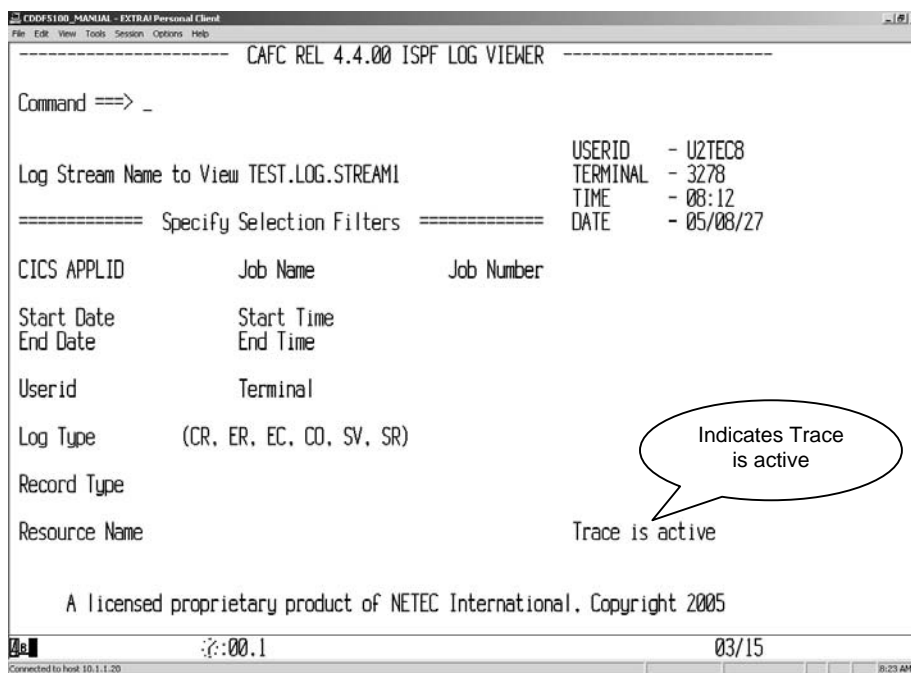 CDDF5100_MANUAL - EXTRA! Personal Client
File Edit View Tools Session Options Help
---------------------- CAFC REL 4.4.00 ISPF LOG VIEWER ----------------------
Command ===> _
USERID - U2TEC8
Log Stream Name to View TEST.LOG.STREAM1 TERMINAL - 3278
TIME - 08:12
============= Specify Selection Filters ============= DATE - 05/08/27
CICS APPLID Job Name Job Number
Start Date Start Time
End Date End Time
Userid Terminal
Log Type (CR, ER, EC, CO, SV, SR)
Indicates Trace
is active
Record Type
Resource Name Trace is active
A licensed proprietary product of NETEC International, Copyright 2005
:00.1 03/15
Connected to host 10.1.1.20 8:23 AM